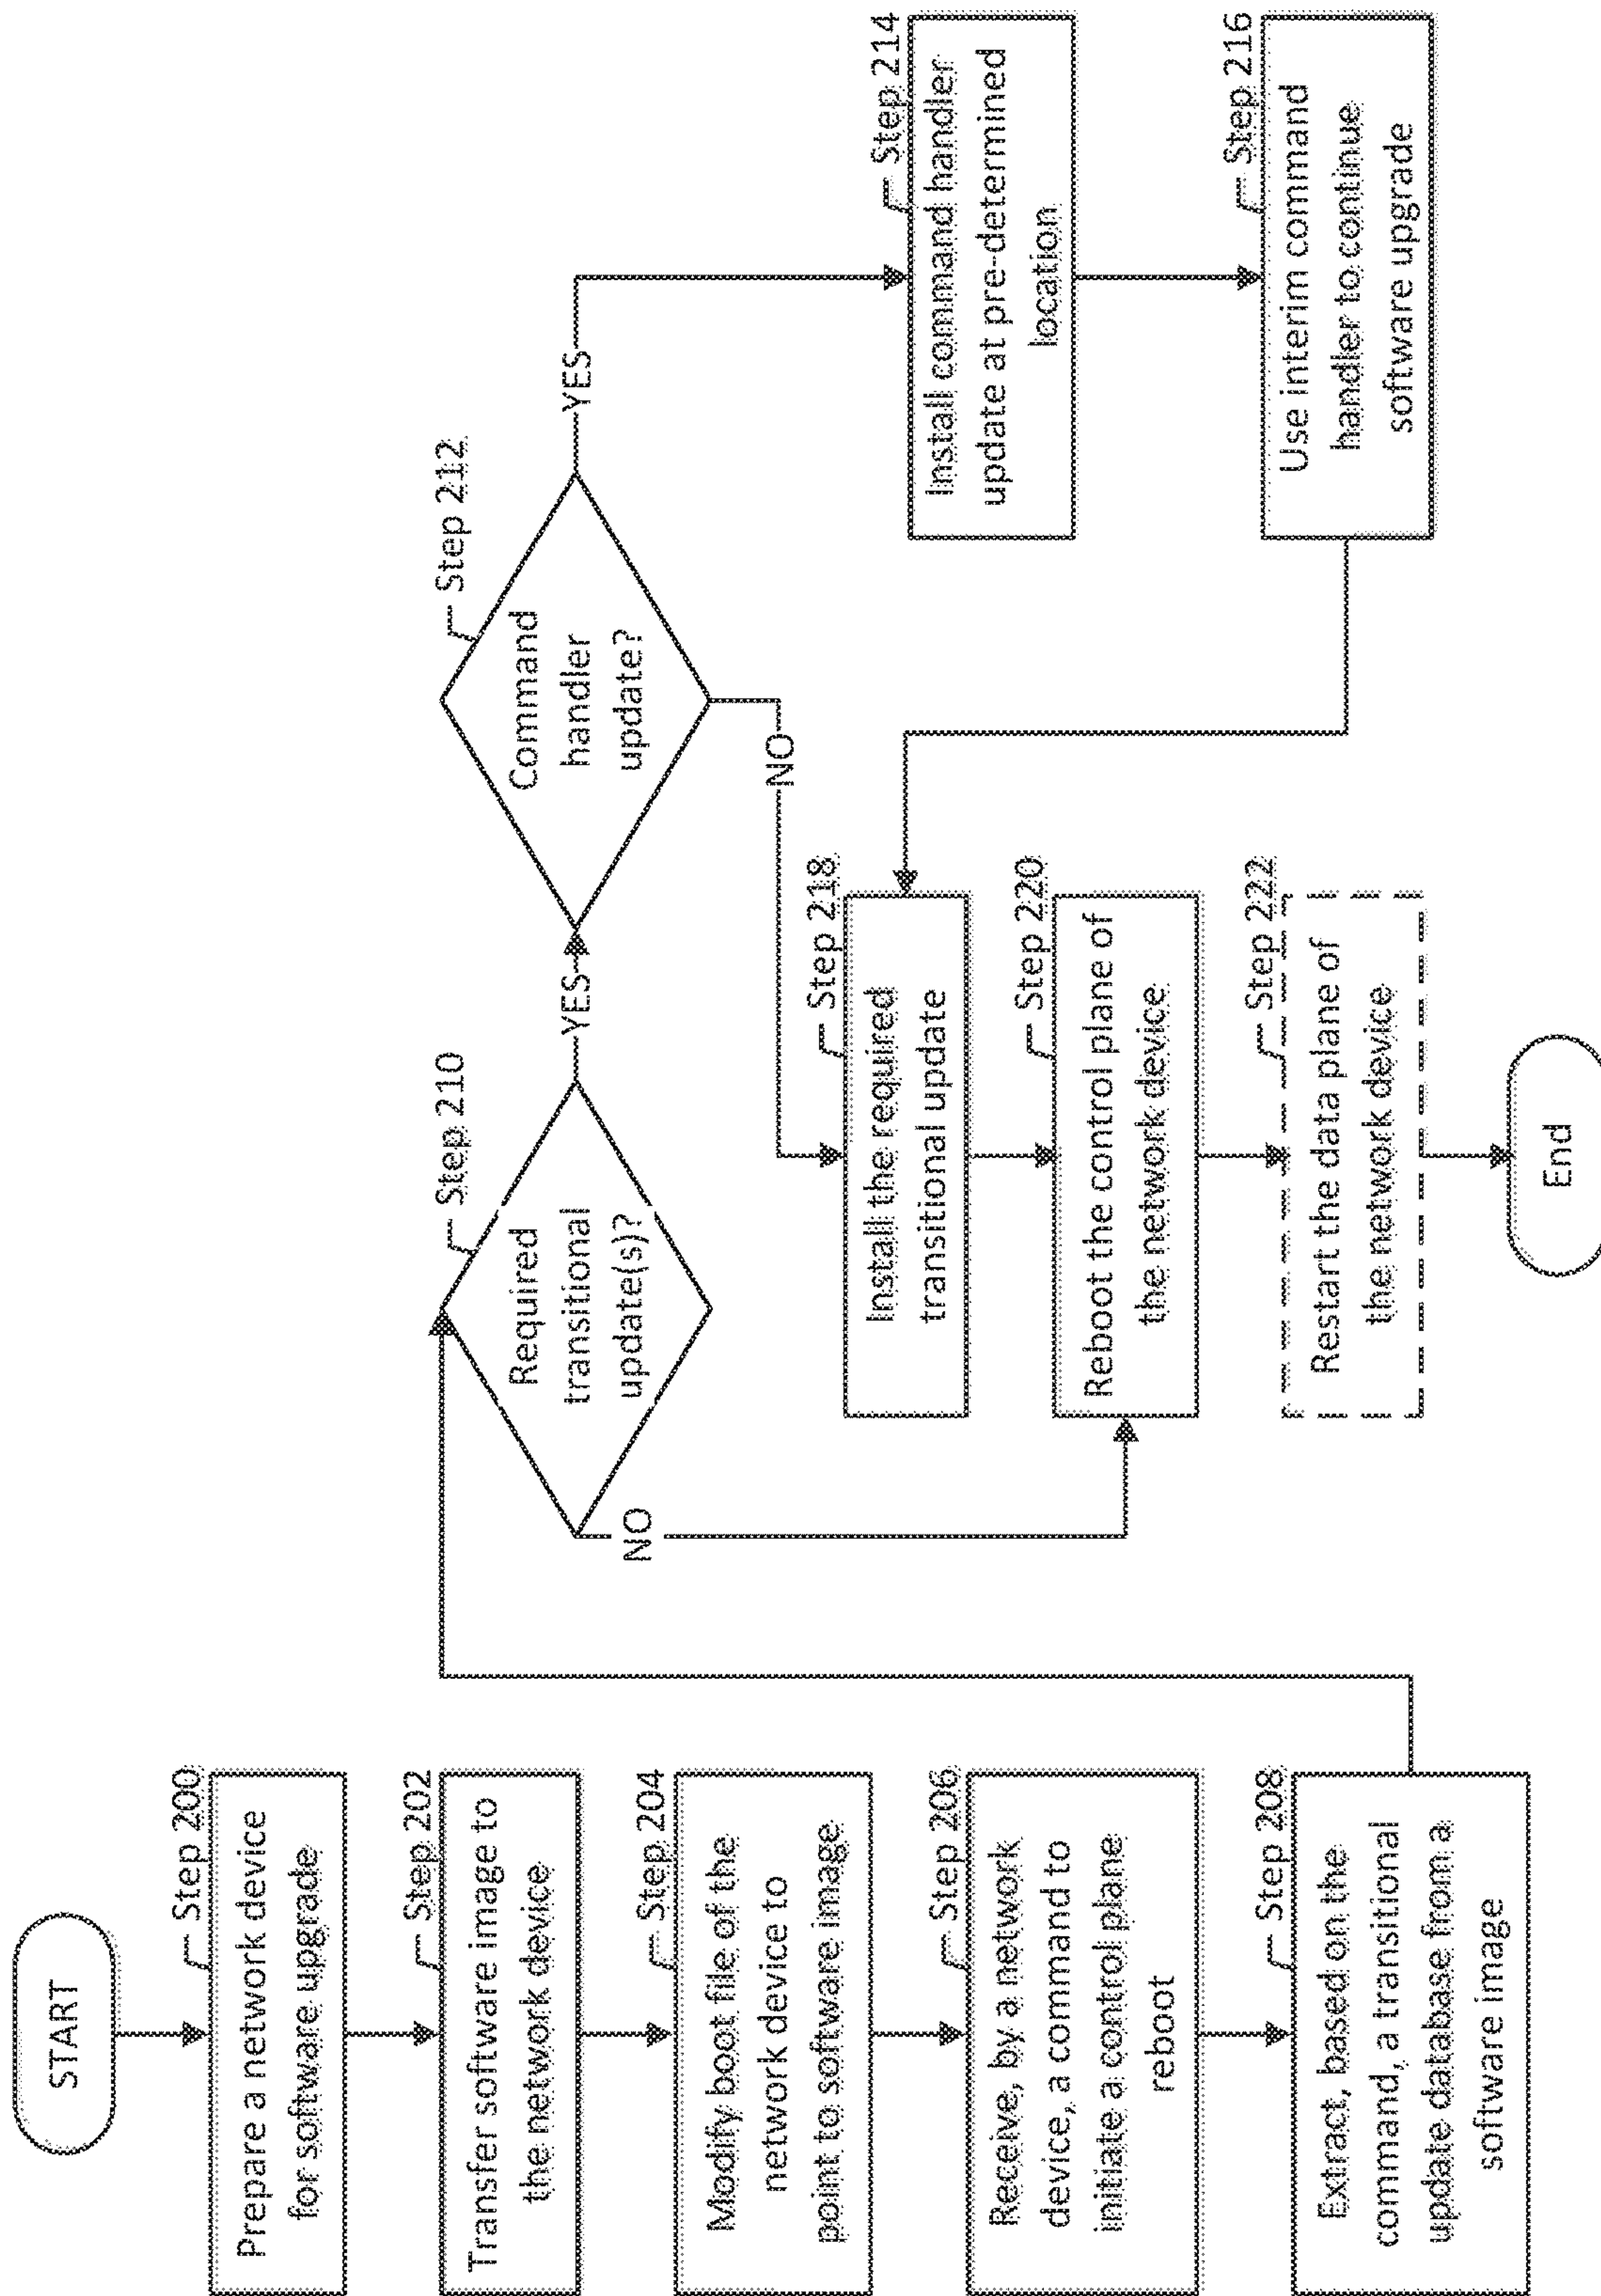 START
Step 200
Prepare a network device
for software upgrade
Step 202
Transfer software image to
the network device
Step 204
Modify boot file of the
network device to
point to software image
Step 206
Receive, by a network
device, a command to
initiate a control plane
reboot
Step 208
Extract, based on the
command, a transitional
update database from a
software image
Step 210
Required
transitional
update(s)?
NO
YES
Step 212
Command
handler
update?
YES
NO
Step 214
Install command handler
update at pre-determined
location
Step 216
Use interim command
handler to continue
software upgrade
Step 218
Install the required
transitional update
Step 220
Reboot the control plane of
the network device
Step 222
Restart the data plane of
the network device
End